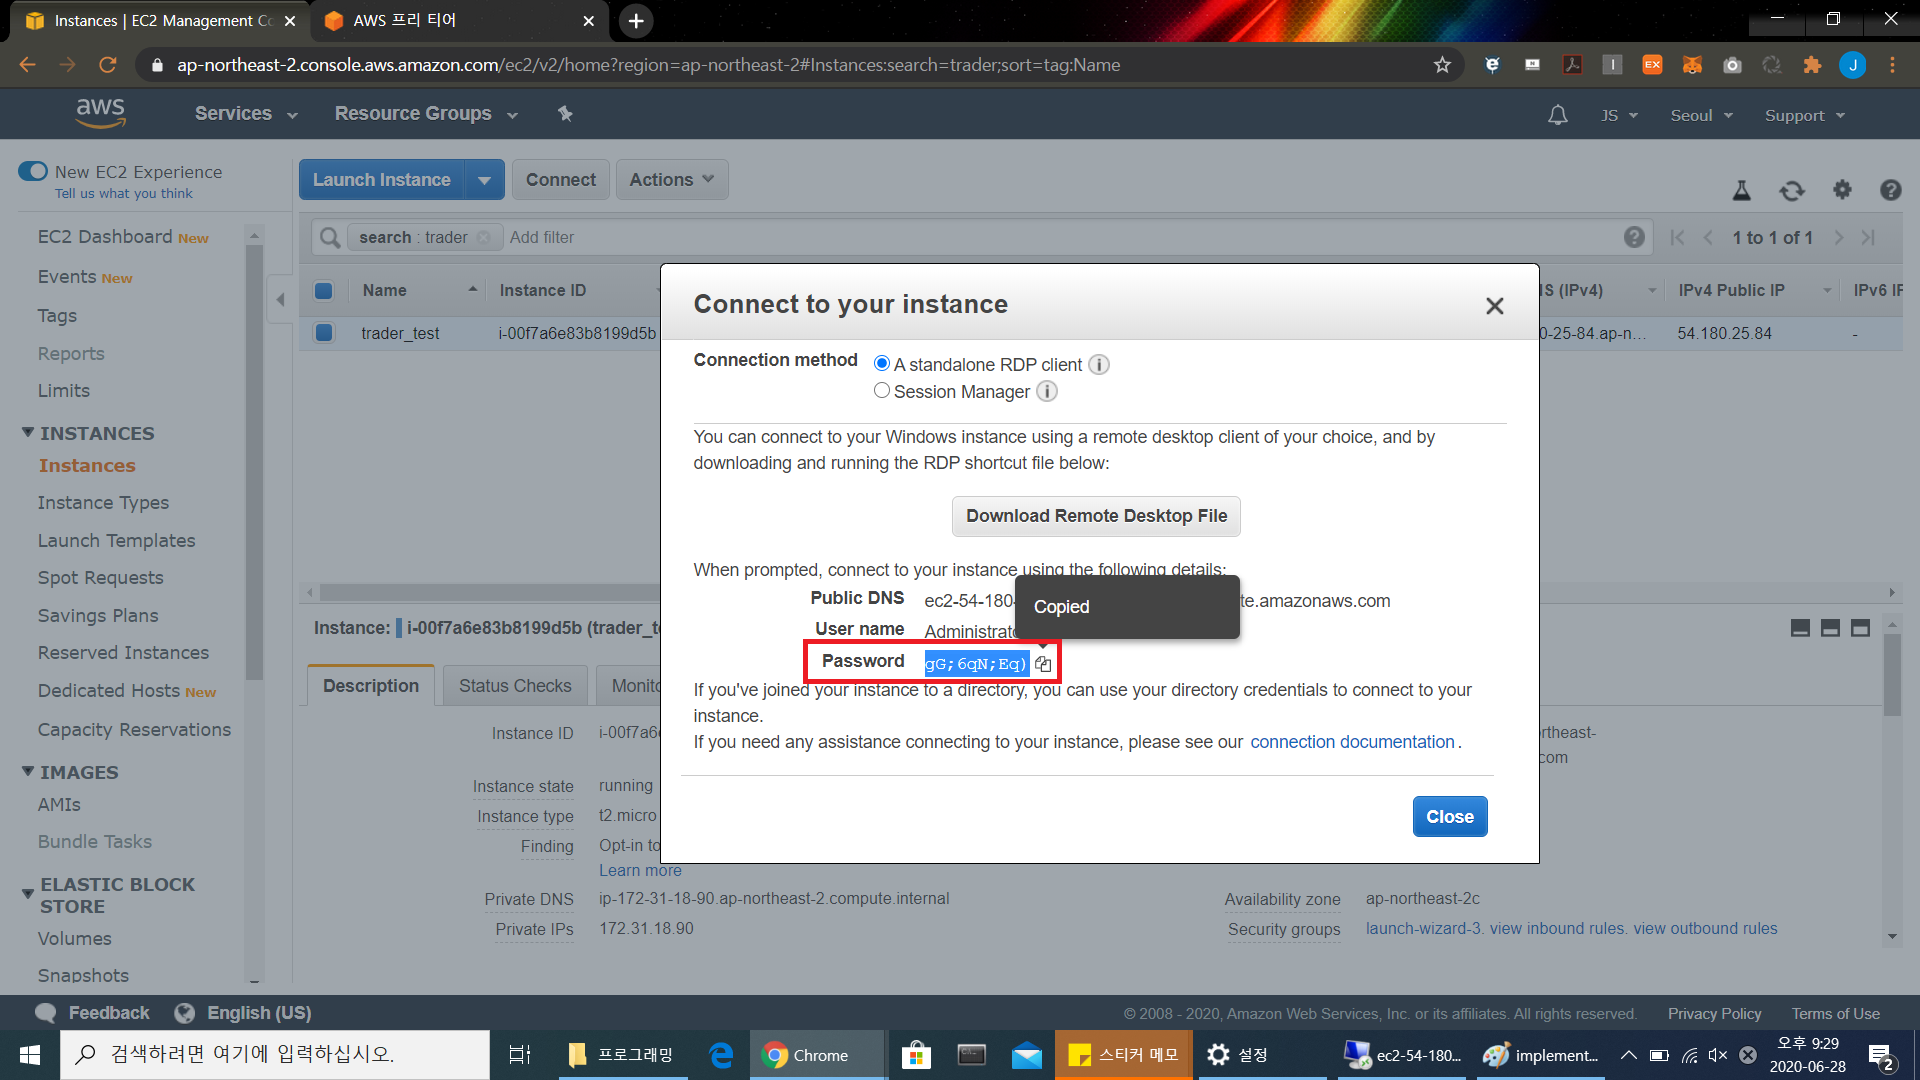 Instances | EC2 Management Co
AWS 프리 티어
ap-northeast-2.console.aws.amazon.com/ec2/v2/home?region=ap-northeast-2#Instances:search=trader;sort=tag:Name
EX
J
aws
Services
Resource Groups
JS
Seoul
Support
New EC2 Experience
Tell us what you think
Launch Instance
Connect
Actions
EC2 Dashboard New
Events New
Tags
Reports
Limits
INSTANCES
Instances
Instance Types
Launch Templates
Spot Requests
Savings Plans
Reserved Instances
Dedicated Hosts New
Capacity Reservations
IMAGES
AMIs
Bundle Tasks
ELASTIC BLOCK
STORE
Volumes
Snapshots
search : trader
Add filter
1 to 1 of 1
Name
Instance ID
IS (IPv4)
IPv4 Public IP
IPv6 IP
trader_test
i-00f7a6e83b8199d5b
0-25-84.ap-n...
54.180.25.84
-
Connect to your instance
Connection method
A standalone RDP client
Session Manager
You can connect to your Windows instance using a remote desktop client of your choice, and by
downloading and running the RDP shortcut file below:
Download Remote Desktop File
When prompted, connect to your instance using the following details:
Public DNS ec2-54-180- te.amazonaws.com
Copied
User name Administrato
Password gG;6qN;Eq)
If you've joined your instance to a directory, you can use your directory credentials to connect to your
instance.
If you need any assistance connecting to your instance, please see our connection documentation.
Close
Instance: i-00f7a6e83b8199d5b (trader_te
Description
Status Checks
Monito
Instance ID i-00f7a6e
rtheast-
com
Instance state running
Instance type t2.micro
Finding Opt-in to
Learn more
Private DNS ip-172-31-18-90.ap-northeast-2.compute.internal
Availability zone ap-northeast-2c
Private IPs 172.31.18.90
Security groups launch-wizard-3. view inbound rules. view outbound rules
Feedback
English (US)
© 2008 - 2020, Amazon Web Services, Inc. or its affiliates. All rights reserved.
Privacy Policy
Terms of Use
검색하려면 여기에 입력하십시오.
프로그래밍
Chrome
스티커 메모
설정
ec2-54-180...
implement...
오후 9:29
2020-06-28
2